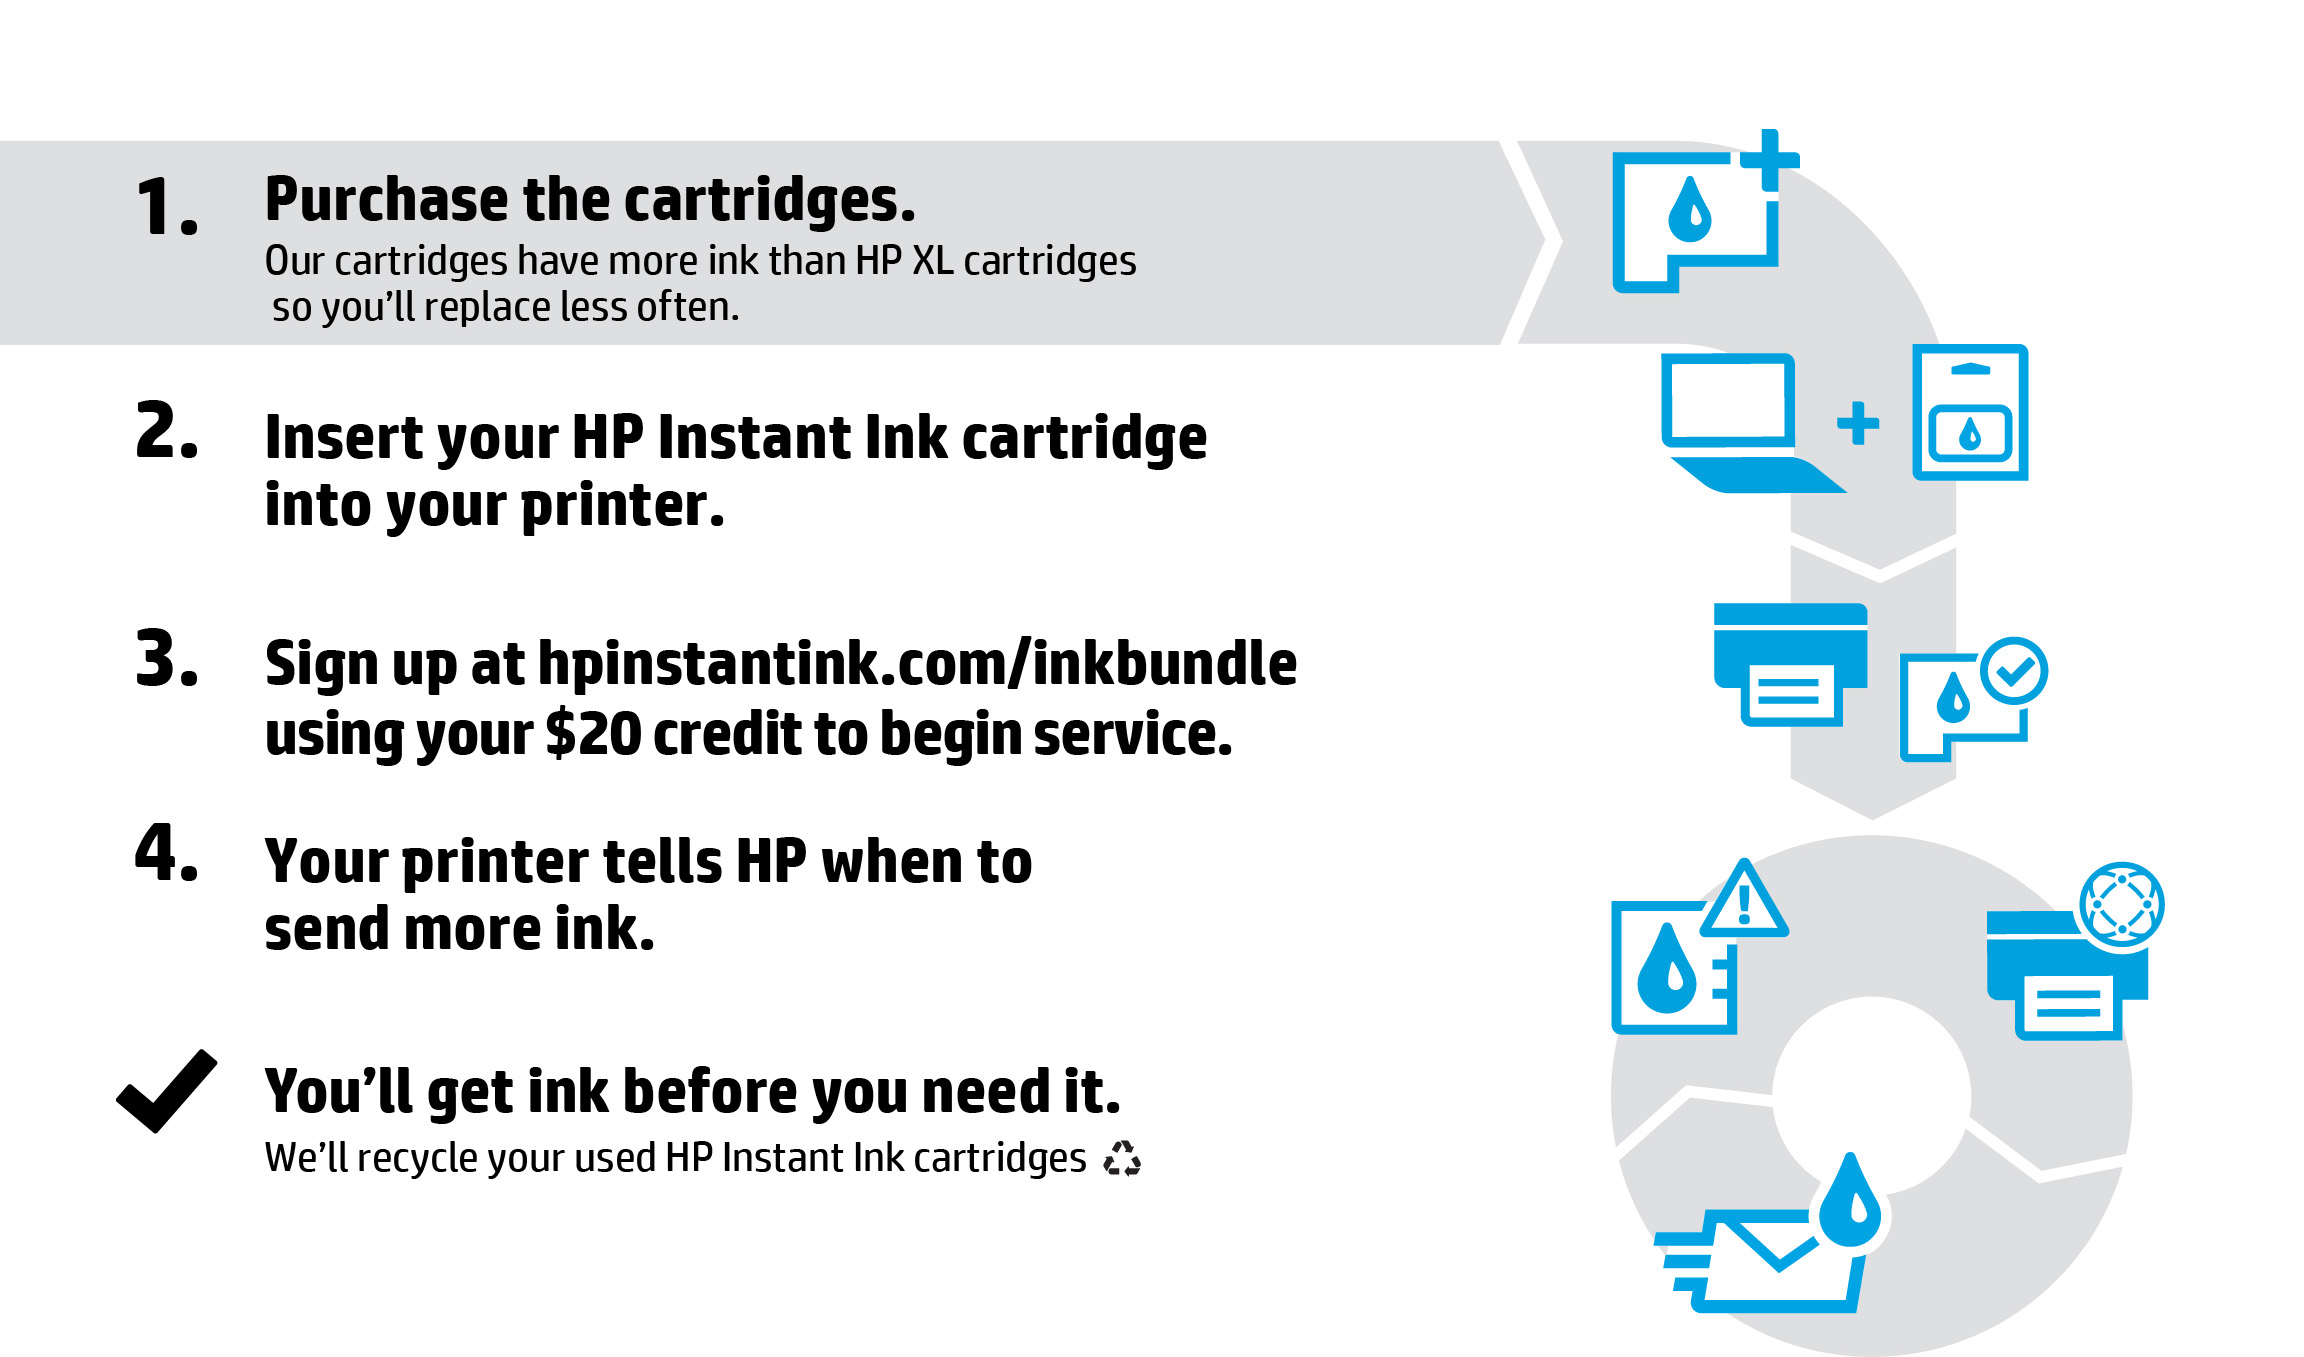 1. Purchase the cartridges.
Our cartridges have more ink than HP XL cartridges
so you’ll replace less often.
2. Insert your HP Instant Ink cartridge
into your printer.
3. Sign up at hpinstantink.com/inkbundle
using your $20 credit to begin service.
4. Your printer tells HP when to
send more ink.
You’ll get ink before you need it.
We’ll recycle your used HP Instant Ink cartridges